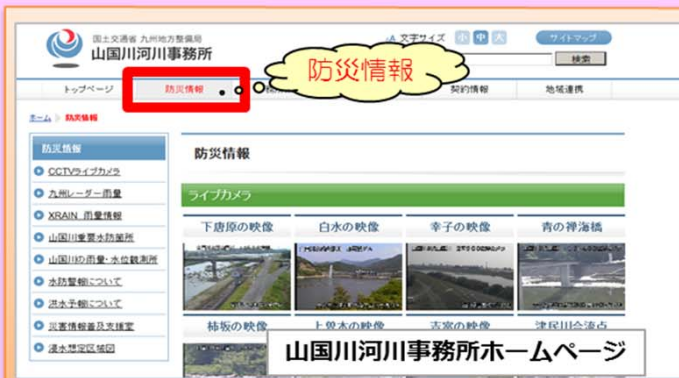 国土交通省 九州地方整備局
山国川河川事務所
A 文字サイズ 小 中 大
サイトマップ
検索
防災情報
トップページ
防災情報
契約情報
地域連携
ホーム 防災情報
防災情報
CCTVライブカメラ
九州レーダー雨量
XRAIN 雨量情報
山国川重要水防箇所
山国川の雨量・水位観測所
水防警報について
洪水予報について
災害情報普及支援室
浸水想定区域図
防災情報
ライブカメラ
下唐原の映像
白水の映像
幸子の映像
青の禅海橋
柿坂の映像
上曽木の映像
吉富の映像
津民川合流点
山国川河川事務所ホームページ